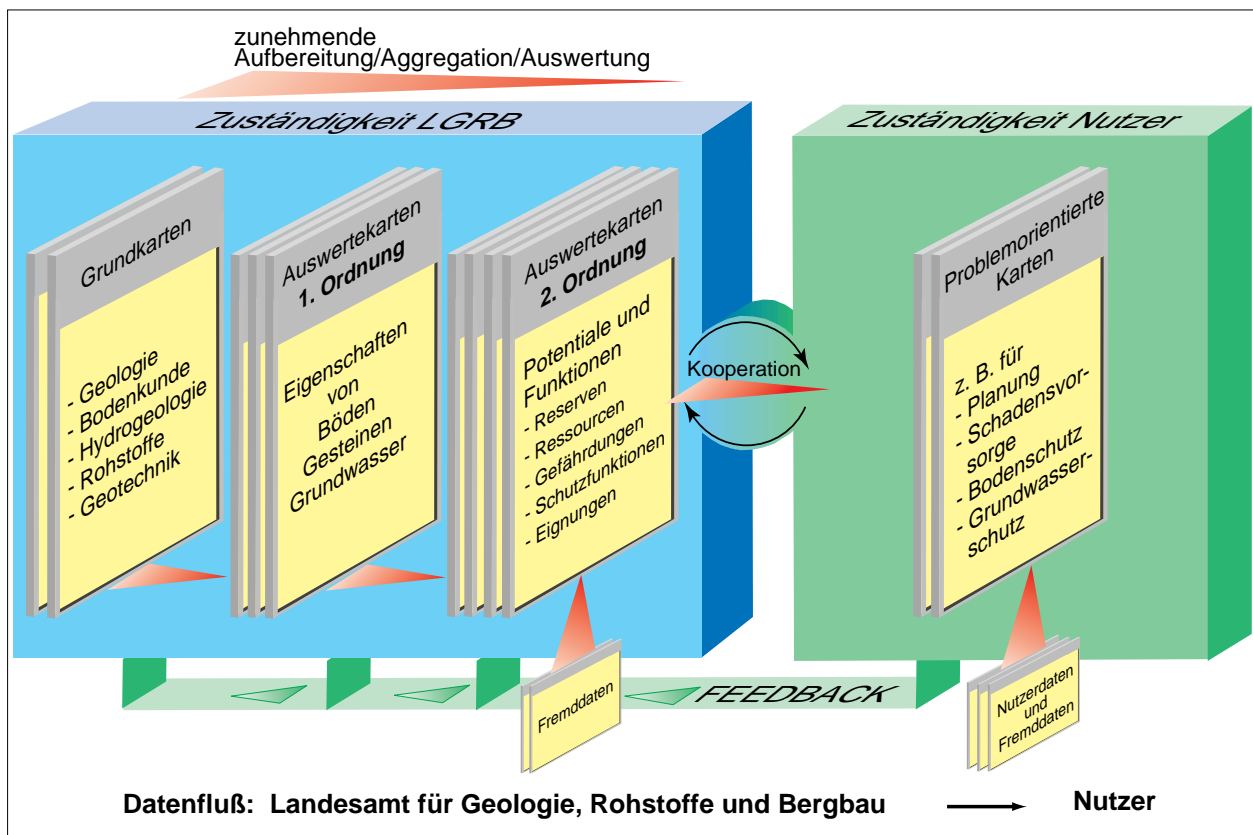 zunehmende
Aufbereitung/Aggregation/Auswertung
Zuständigkeit LGRB
Zuständigkeit Nutzer
Grundkarten
- Geologie
- Bodenkunde
- Hydrogeologie
- Rohstoffe
- Geotechnik
Auswertekarten
1. Ordnung
Eigenschaften
von
Böden
Gesteinen
Grundwasser
Auswertekarten
2. Ordnung
Potentiale und
Funktionen
- Reserven
- Ressourcen
- Gefährdungen
- Schutzfunktionen
- Eignungen
Kooperation
Problemorientierte
Karten
z. B. für
- Planung
- Schadensvor-
sorge
- Bodenschutz
- Grundwasser-
schutz
FEEDBACK
Fremddaten
Nutzerdaten
und
Fremddaten
Datenfluß: Landesamt für Geologie, Rohstoffe und Bergbau Nutzer